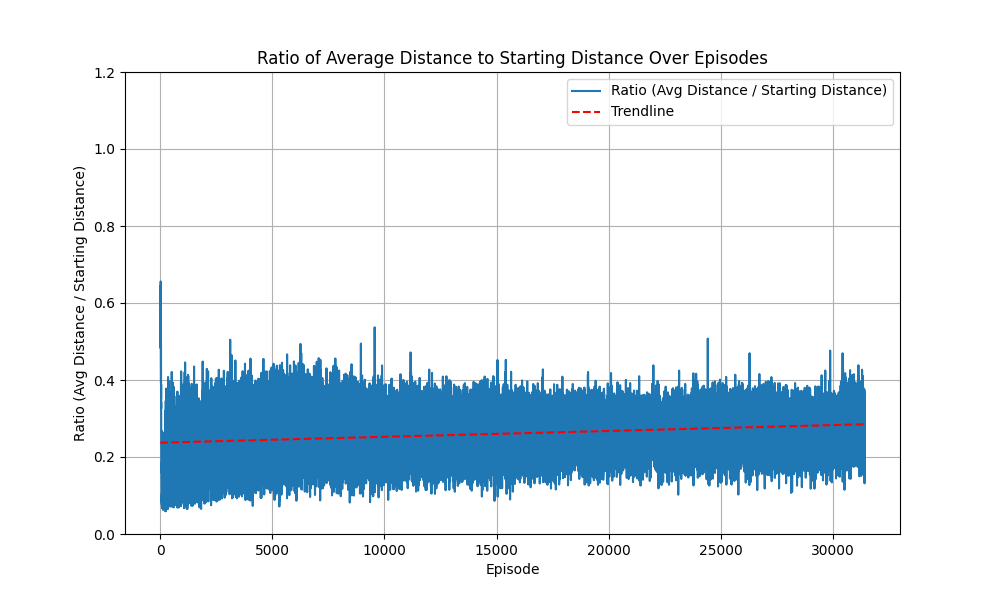 Ratio of Average Distance to Starting Distance Over Episodes
Ratio (Avg Distance / Starting Distance)
Trendline
Ratio (Avg Distance / Starting Distance)
1.2
1.0
0.8
0.6
0.4
0.2
0.0
0 5000 10000 15000 20000 25000 30000
Episode